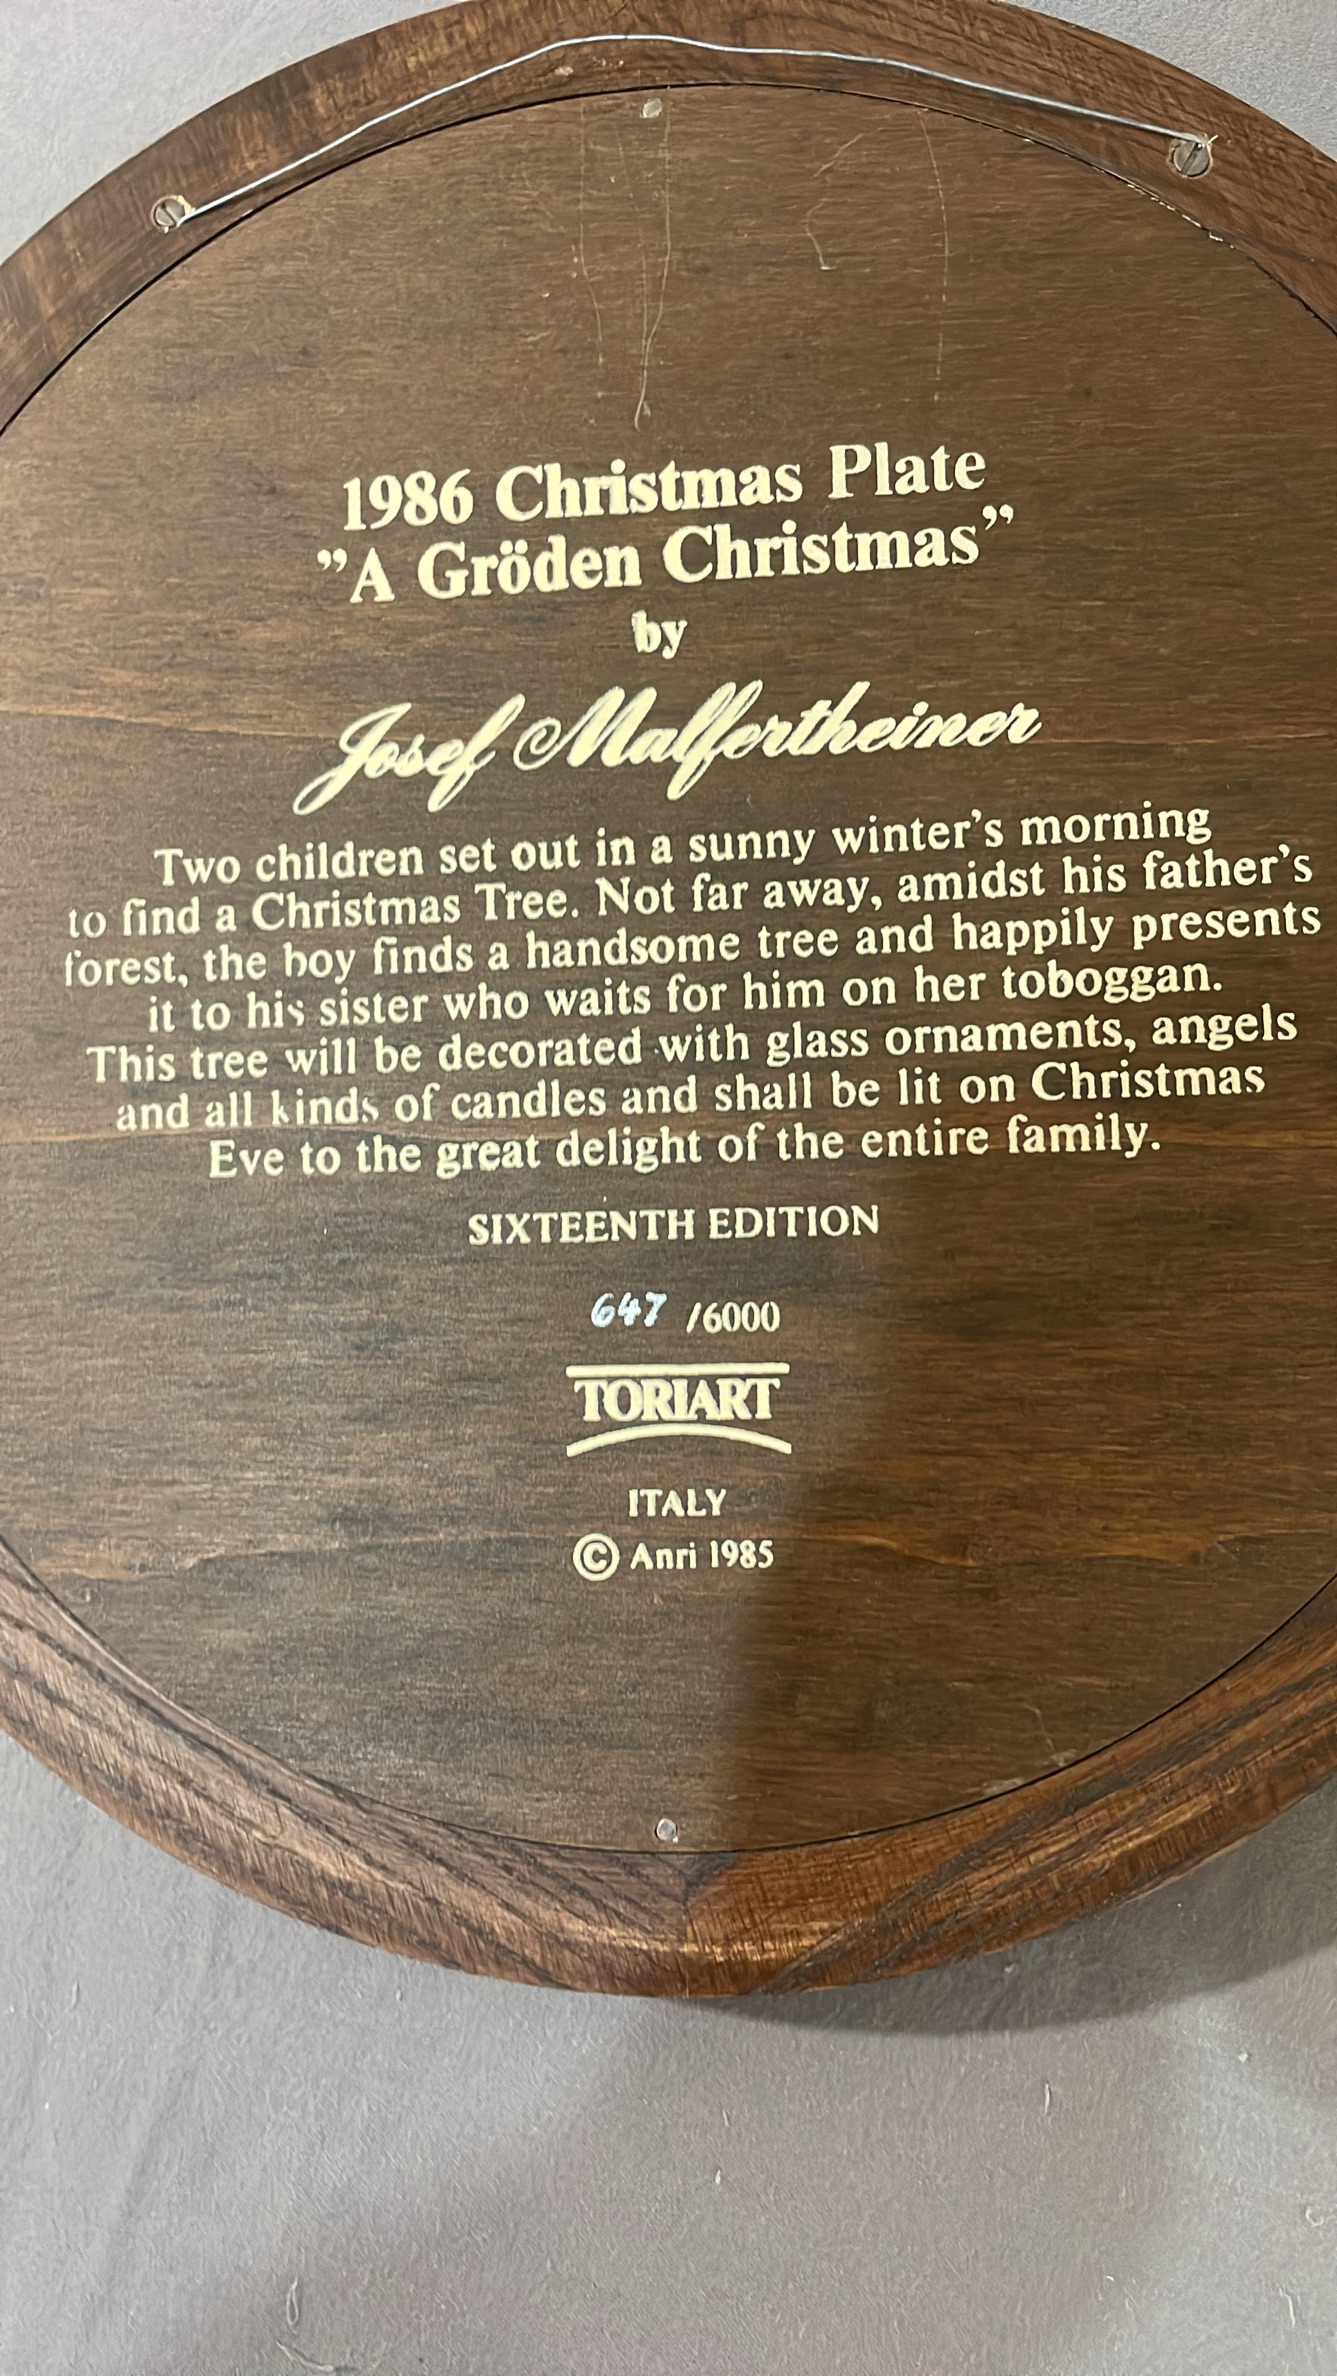 1986 Christmas Plate
”A Gröden Christmas”
by
Josef Malfertheiner
Two children set out in a sunny winter’s morning
to find a Christmas Tree. Not far away, amidst his father’s
forest, the boy finds a handsome tree and happily presents
it to his sister who waits for him on her toboggan.
This tree will be decorated with glass ornaments, angels
and all kinds of candles and shall be lit on Christmas
Eve to the great delight of the entire family.
SIXTEENTH EDITION
647 /6000
TORIART
ITALY
© Anri 1985